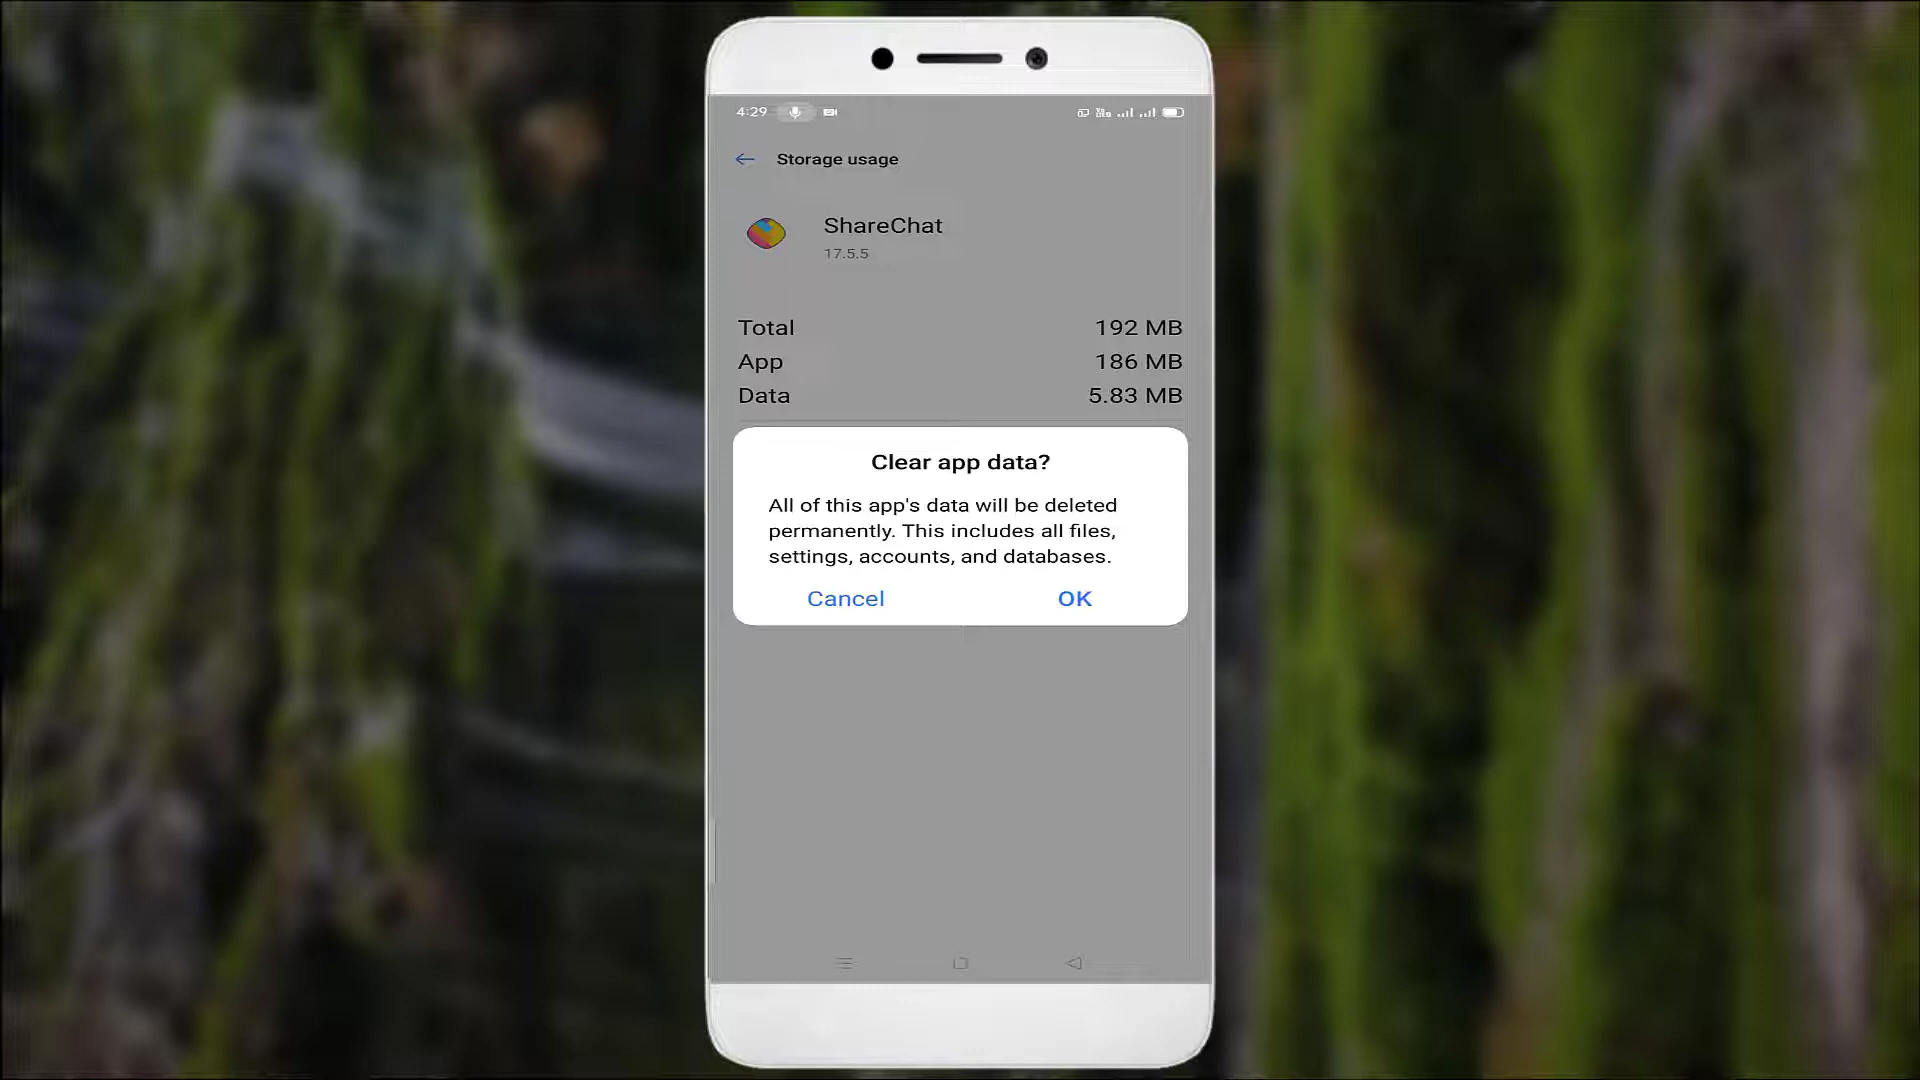 4:29
Storage usage
ShareChat
17.5.5
Total 192 MB
App 186 MB
Data 5.83 MB
Clear app data?
All of this app's data will be deleted
permanently. This includes all files,
settings, accounts, and databases.
Cancel OK